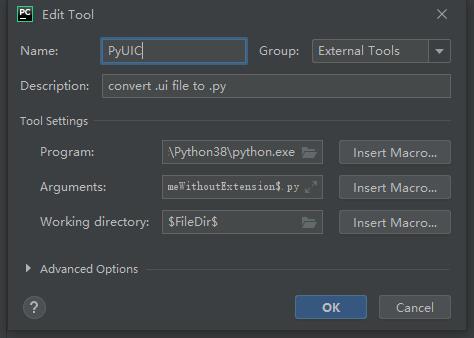 PC Edit Tool
Name: PyUIC Group: External Tools
Description: convert .ui file to .py
Tool Settings
Program: \Python38\python.exe Insert Macro...
Arguments: meWithoutExtension$.py Insert Macro...
Working directory: $FileDir$ Insert Macro...
Advanced Options
? OK Cancel